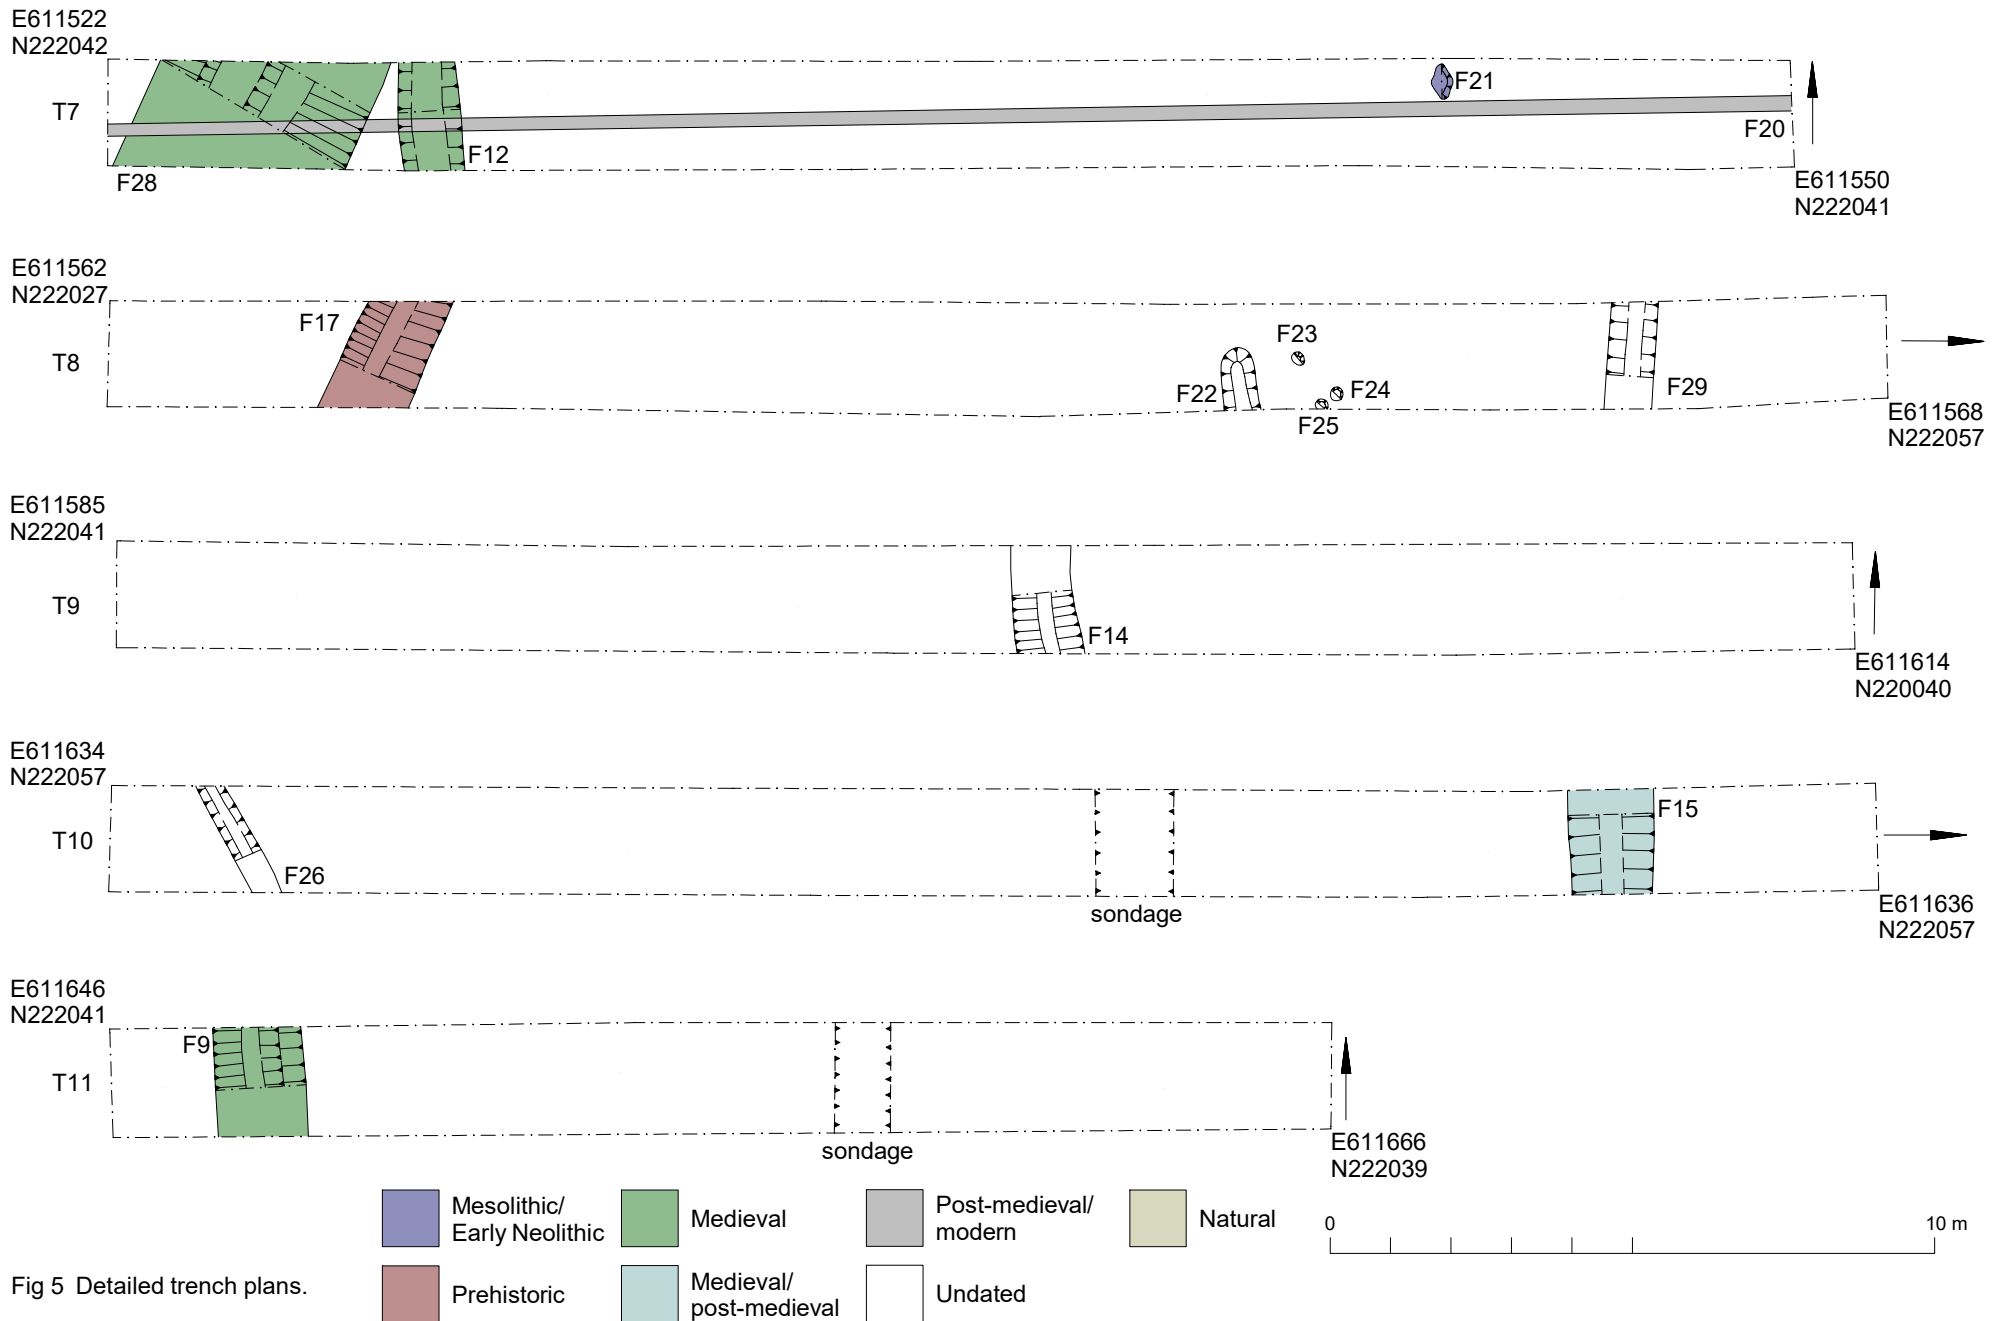 E611522
N222042
T7
F28
F12
F21
F20
E611550
N222041
E611562
N222027
T8
F17
F22
F23
F24
F25
F29
E611568
N222057
E611585
N222041
T9
F14
E611614
N220040
E611634
N222057
T10
F26
sondage
F15
E611636
N222057
E611646
N222041
T11
F9
sondage
E611666
N222039
Mesolithic/
Early Neolithic
Medieval
Post-medieval/
modern
Natural
0
10 m
Fig 5 Detailed trench plans.
Prehistoric
Medieval/
post-medieval
Undated